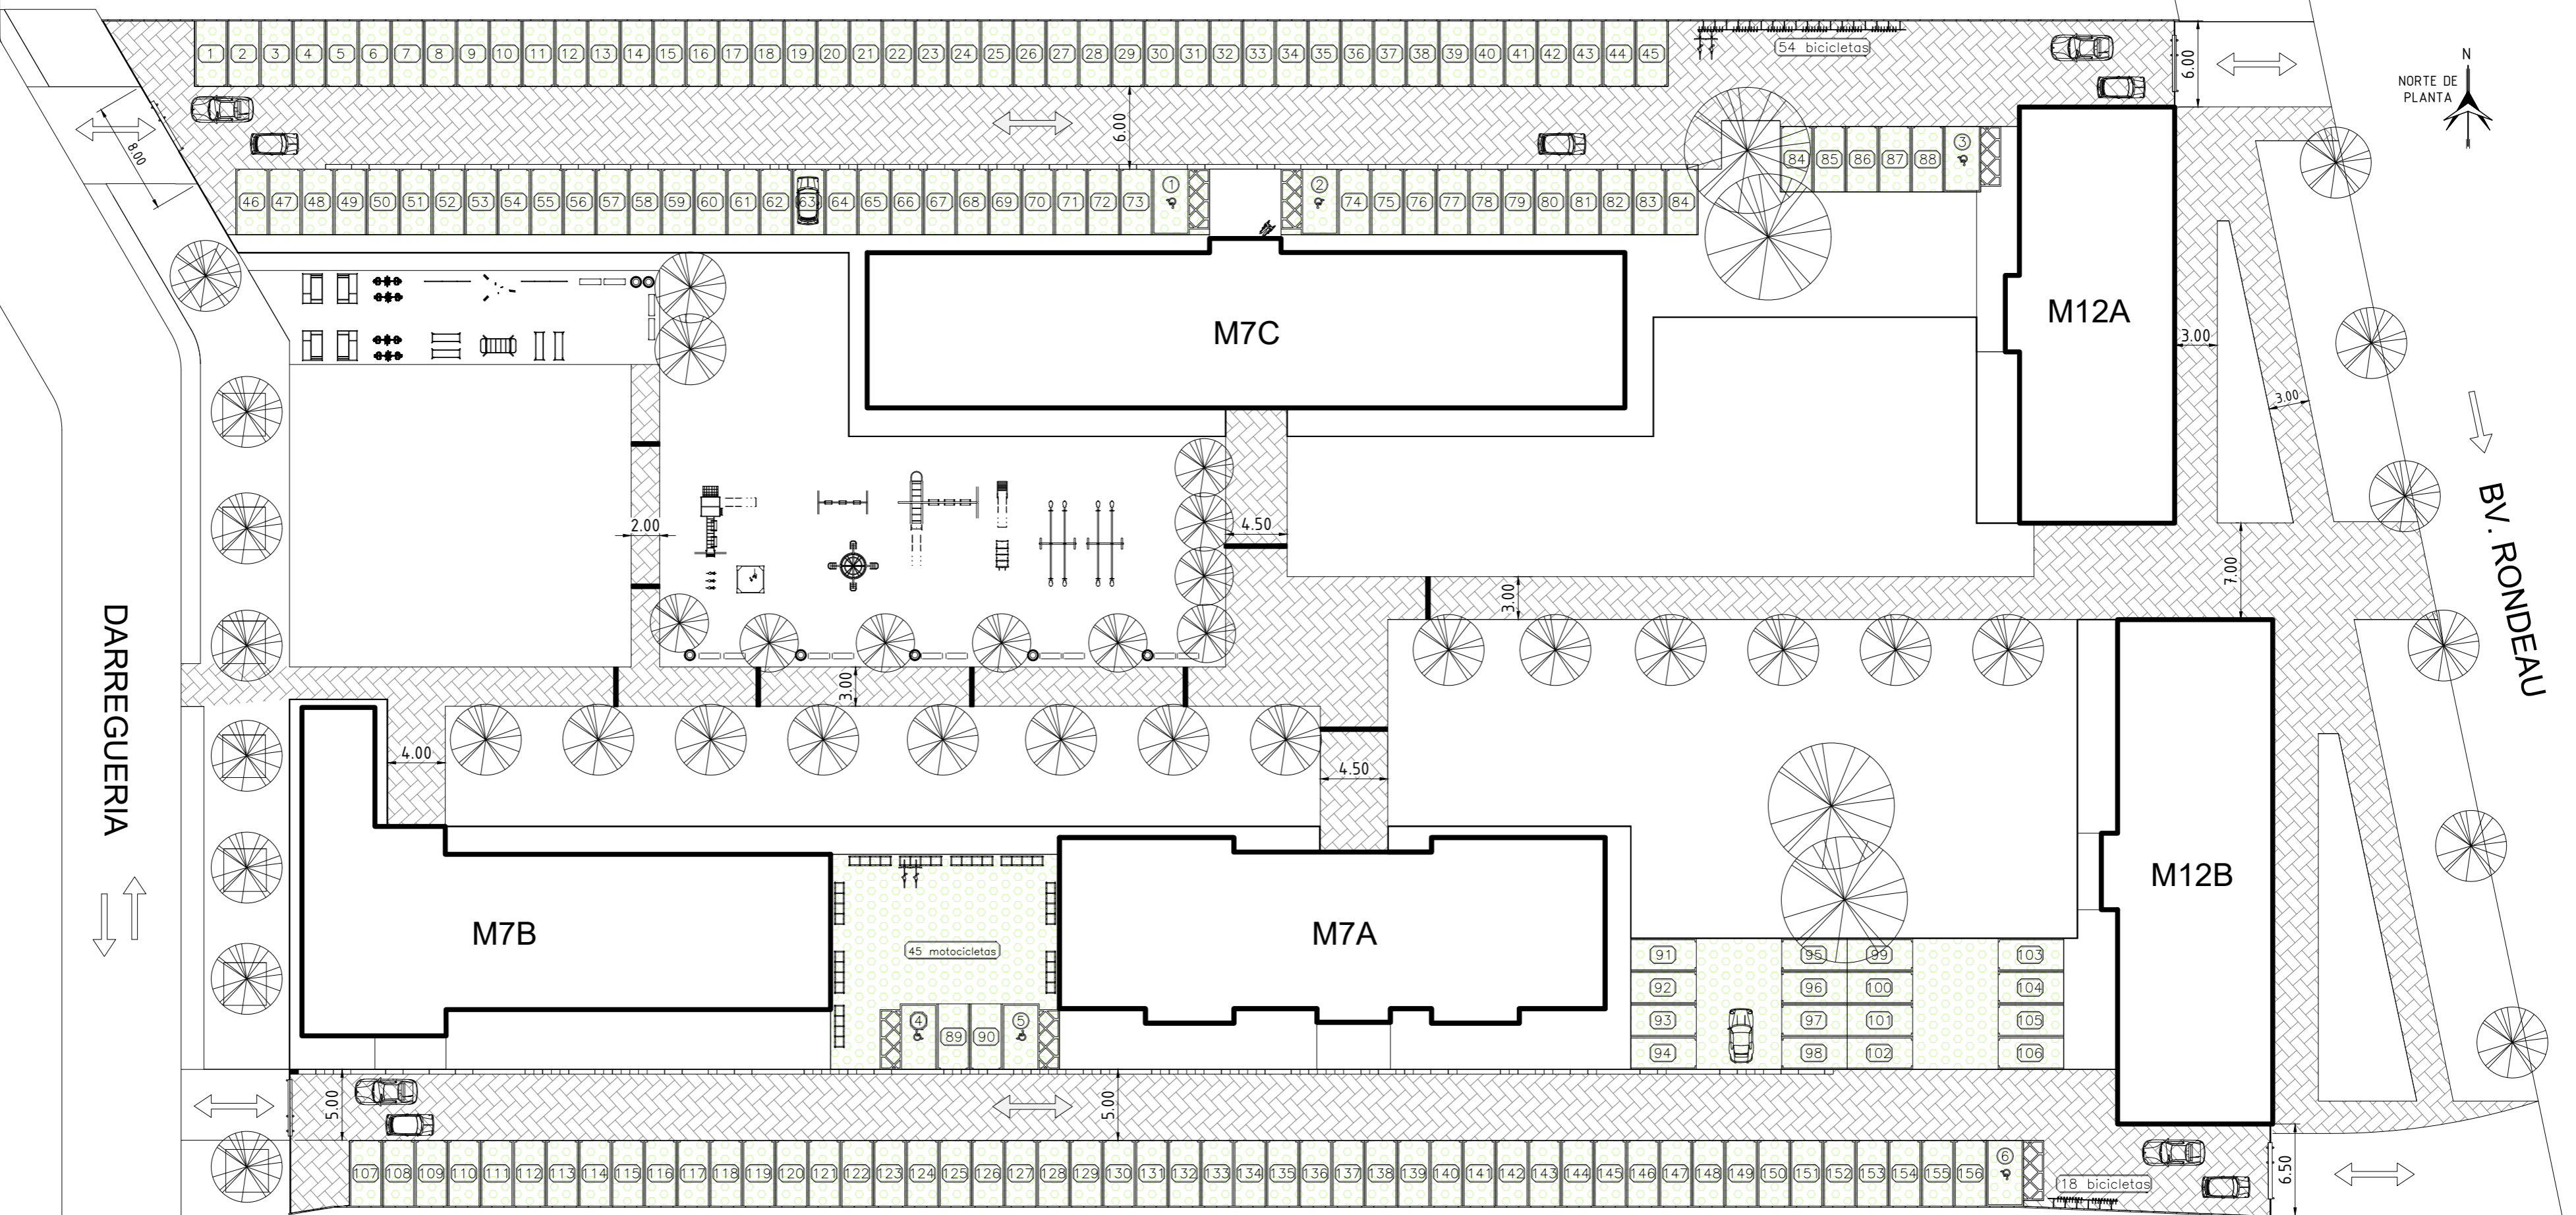 1 2 3 4 5 6 7 8 9 10 11 12 13 14 15 16 17 18 19 20 21 22 23 24 25 26 27 28 29 30 31 32 33 34 35 36 37 38 39 40 41 42 43 44 45
54 bicicletas
6.00
N
NORTE DE
PLANTA
8.00
6.00
84 85 86 87 88 3
46 47 48 49 50 51 52 53 54 55 56 57 58 59 60 61 62 63 64 65 66 67 68 69 70 71 72 73 1 2 74 75 76 77 78 79 80 81 82 83 84
M7C
M12A
3.00
3.00
2.00
4.50
BV. RONDEAU
7.00
3.00
DARREGUERIA
3.00
4.00
4.50
M7B
45 motocicletas
M7A
M12B
91 95 99 103
92 96 100 104
93 97 101 105
94 98 102 106
4 89 90 5
5.00
5.00
107 108 109 110 111 112 113 114 115 116 117 118 119 120 121 122 123 124 125 126 127 128 129 130 131 132 133 134 135 136 137 138 139 140 141 142 143 144 145 146 147 148 149 150 151 152 153 154 155 156 6
18 bicicletas
6.50